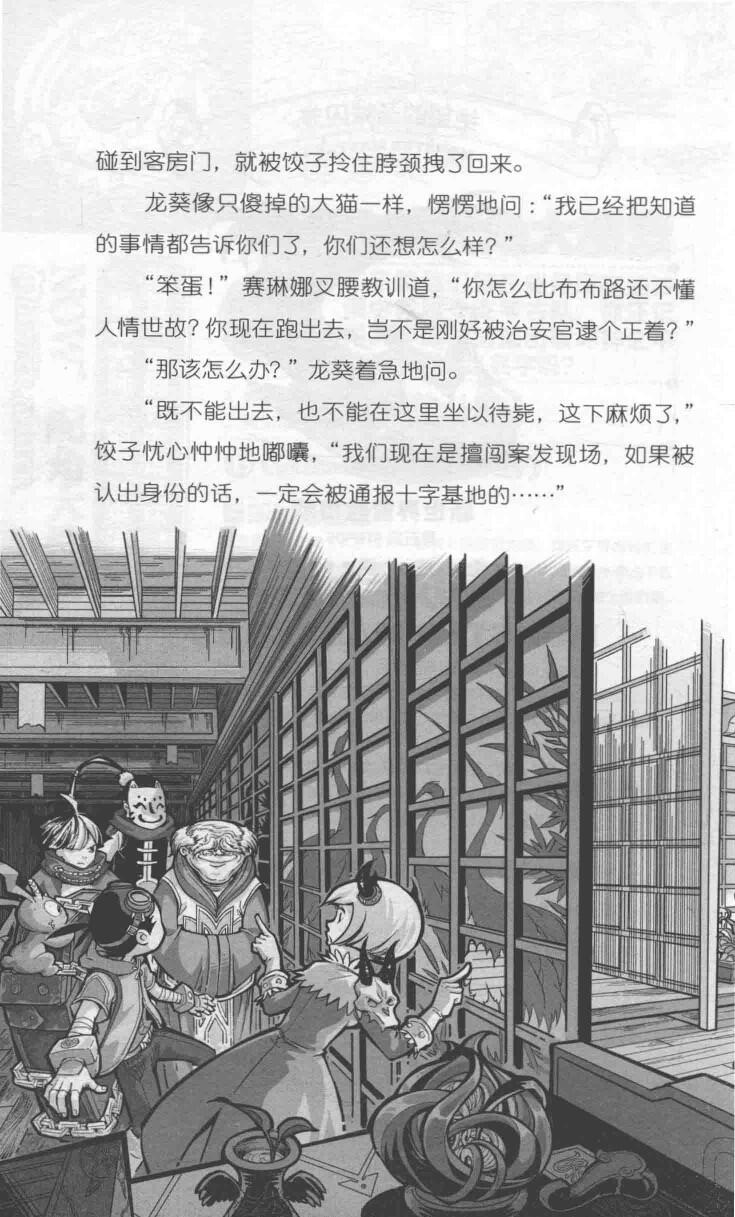 碰到客房门，就被饺子拎住脖颈拽了回来。
龙葵像只傻掉的大猫一样，愣愣地问：“我已经把知道
的事情都告诉你们了，你们还想怎么样？”
“笨蛋！”赛琳娜叉腰教训道，“你怎么比布布路还不懂
人情世故？你现在跑出去，岂不是刚好被治安官逮个正着？”
“那该怎么办？”龙葵着急地问。
“既不能出去，也不能在这里坐以待毙，这下麻烦了，”
饺子忧心忡忡地嘟囔，“我们现在是擅闯案发现场，如果被
认出身份的话，一定会被通报十字基地的……”